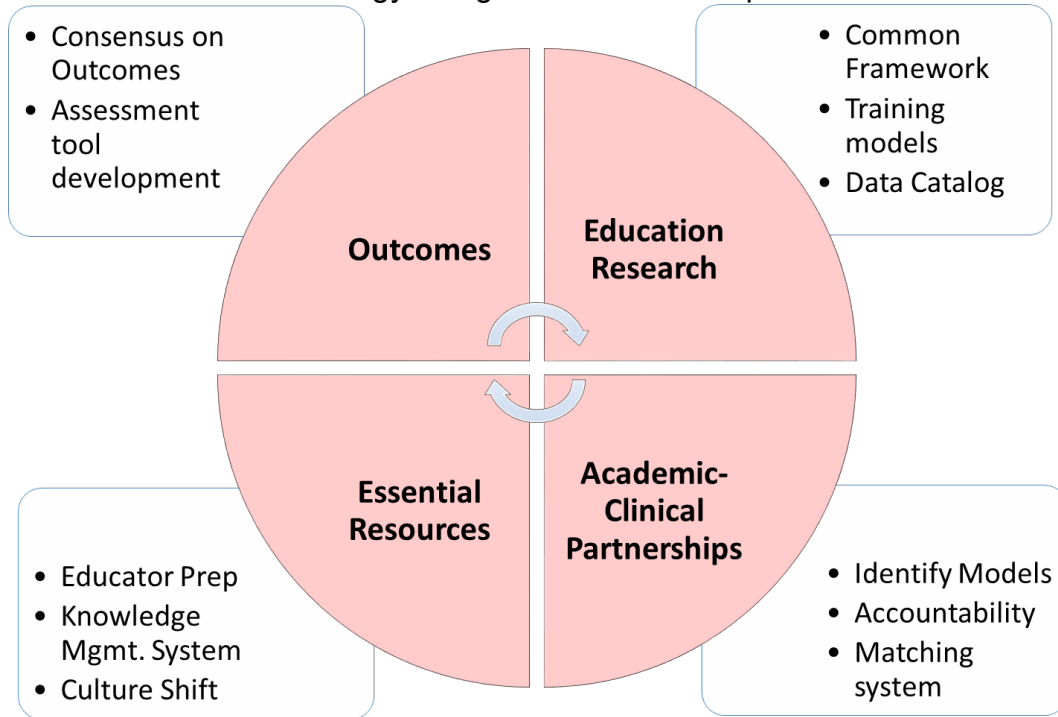 • Consensus on
Outcomes
• Assessment
tool
development
• Common
Framework
• Training
models
• Data Catalog
Outcomes
Education
Research
Essential
Resources
Academic-
Clinical
Partnerships
• Educator Prep
• Knowledge
Mgmt. System
• Culture Shift
• Identify Models
• Accountability
• Matching
system